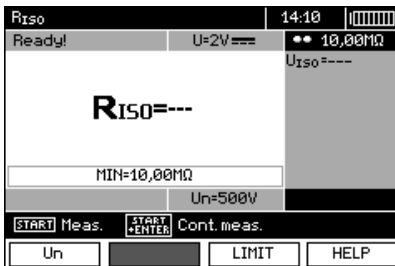 RISO 14:10
Ready! U=2V 10,00MΩ
UISO=---
RISO=---
MIN=10,00MΩ
Un=500V
START Meas. START +ENTER Cont. meas.
Un LIMIT HELP